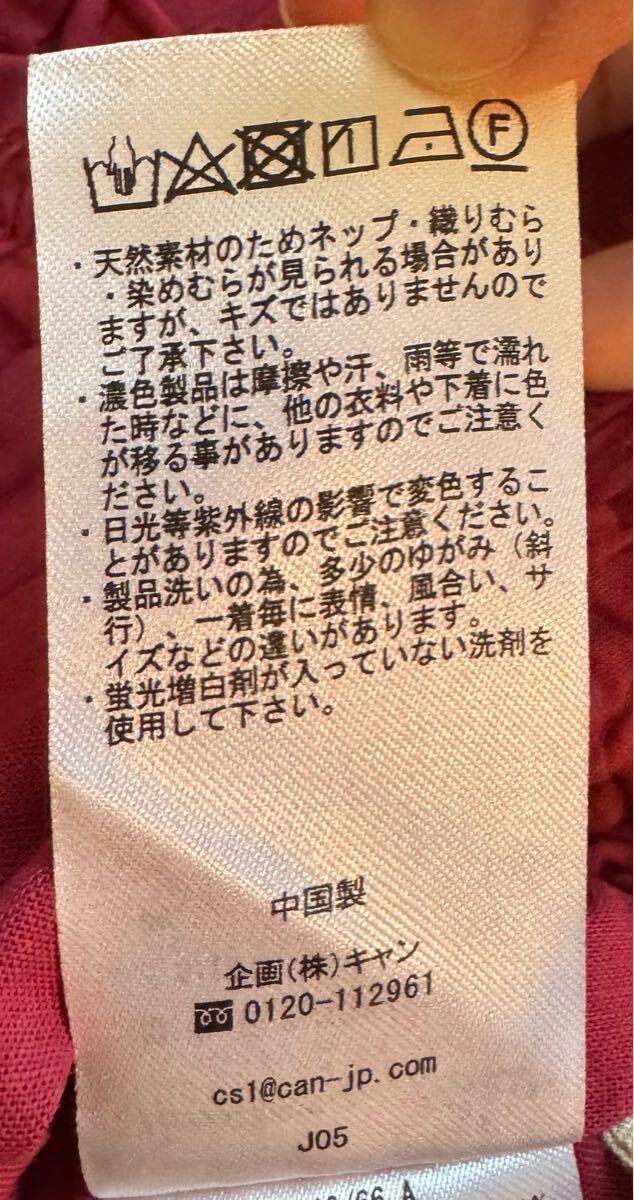 F
・天然素材のためネップ・織りむら
・染めむらが見られる場合があり
ますが、キズではありませんので
ご了承下さい。
・濃色製品は摩擦や汗、雨等で濡れ
た時などに、他の衣料や下着に色
が移る事がありますのでご注意く
ださい。
・日光等紫外線の影響で変色するこ
とがありますのでご注意ください。
・製品洗いの為、多少のゆがみ（斜
行）、一着毎に表情、風合い、サ
イズなどの違いがあります。
・蛍光増白剤が入っていない洗剤を
使用して下さい。
中国製
企画(株)キャン
0120-112961
cs1@can-jp.com
J05